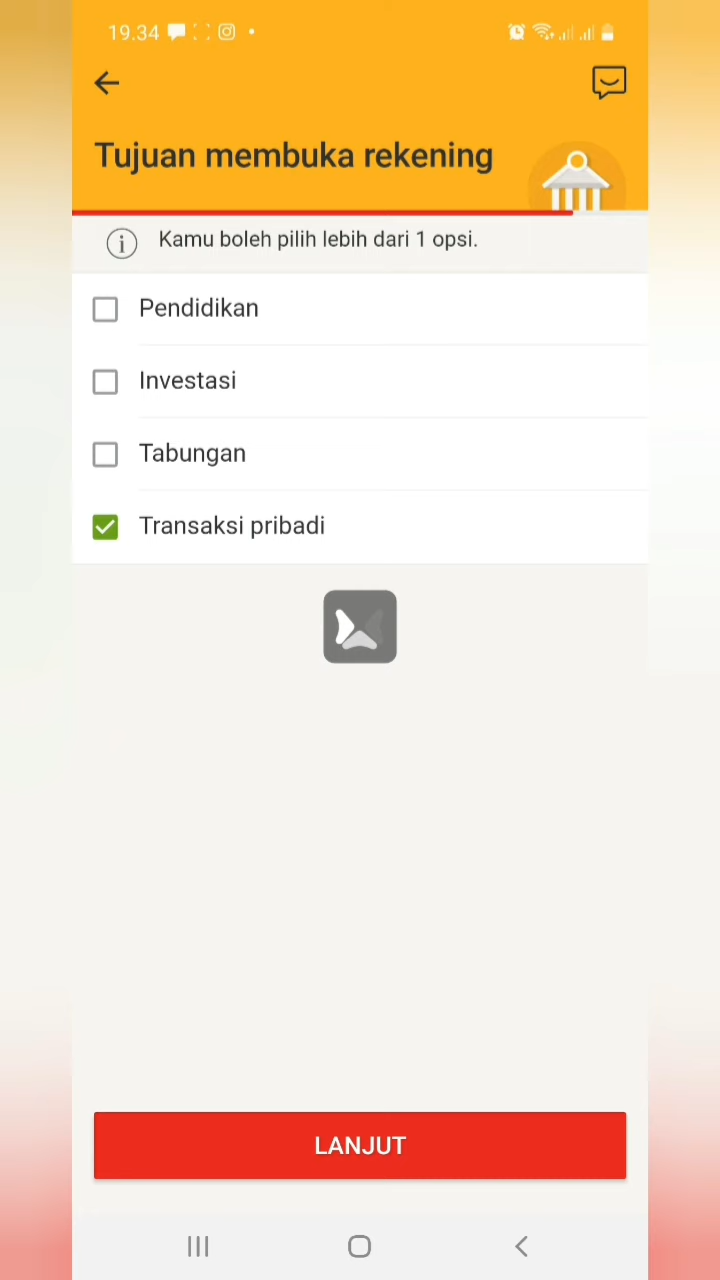 19.34
Tujuan membuka rekening
Kamu boleh pilih lebih dari 1 opsi.
Pendidikan
Investasi
Tabungan
Transaksi pribadi
LANJUT